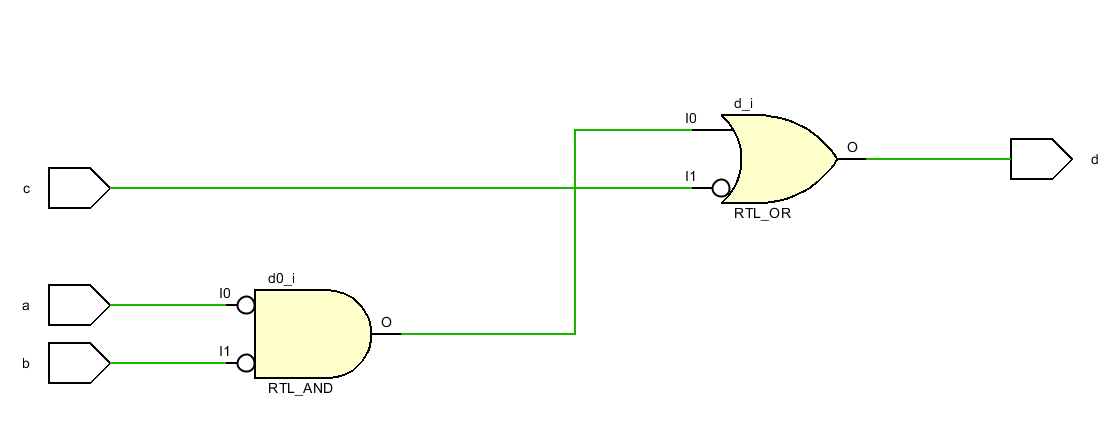 d_i
I0
O
d
I1
c
RTL_OR
d0_i
I0
a
O
I1
b
RTL_AND